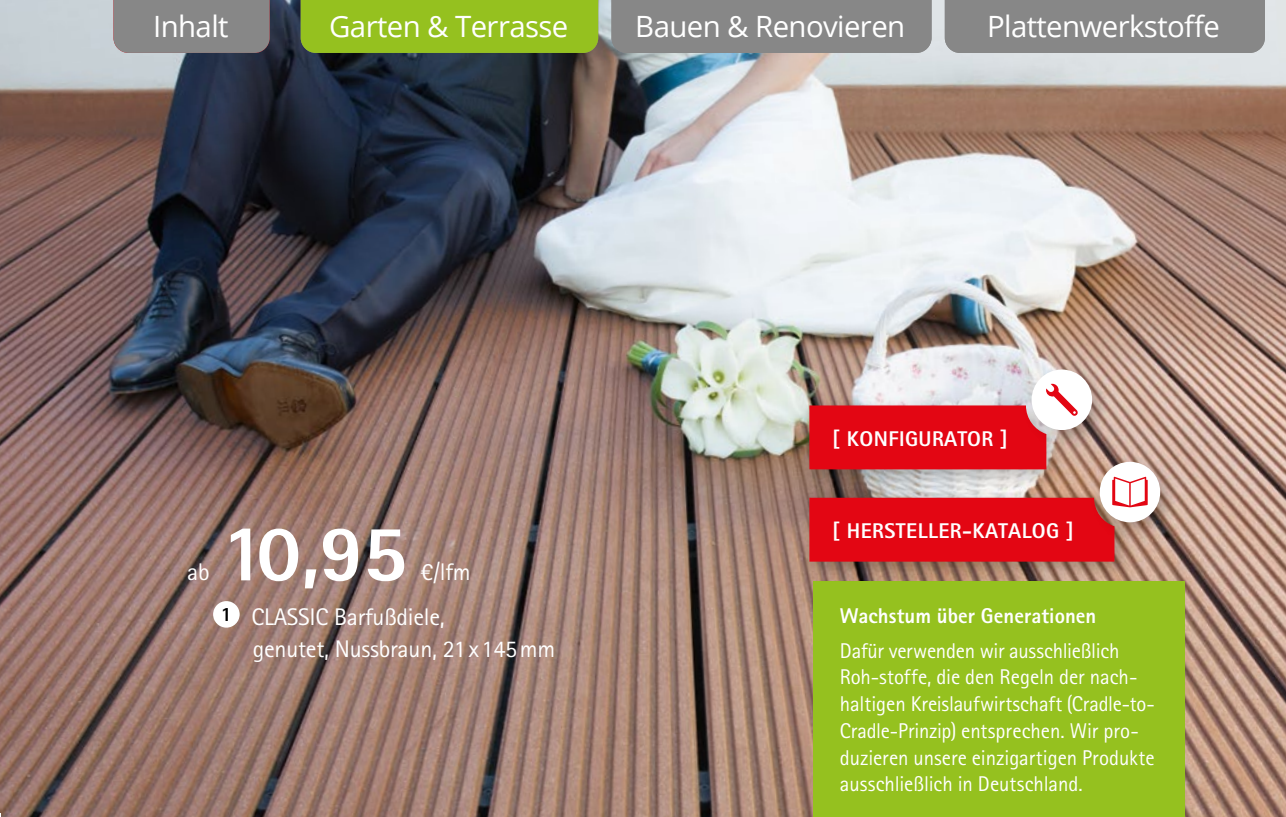 Inhalt
Garten & Terrasse
Bauen & Renovieren
Plattenwerkstoffe
[ KONFIGURATOR ]
[ HERSTELLER-KATALOG ]
ab 10,95 €/lfm
1 CLASSIC Barfußdiele,
genutet, Nussbraun, 21 x 145 mm
Wachstum über Generationen
Dafür verwenden wir ausschließlich
Roh-stoffe, die den Regeln der nach-
haltigen Kreislaufwirtschaft (Cradle-to-
Cradle-Prinzip) entsprechen. Wir pro-
duzieren unsere einzigartigen Produkte
ausschließlich in Deutschland.